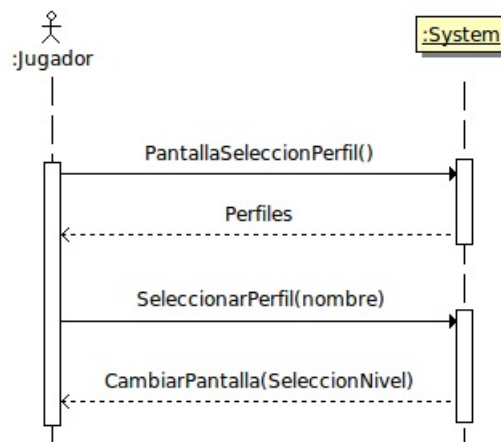 :Jugador
:System
PantallaSeleccionPerfil()
Perfiles
SeleccionarPerfil(nombre)
CambiarPantalla(SeleccionNivel)